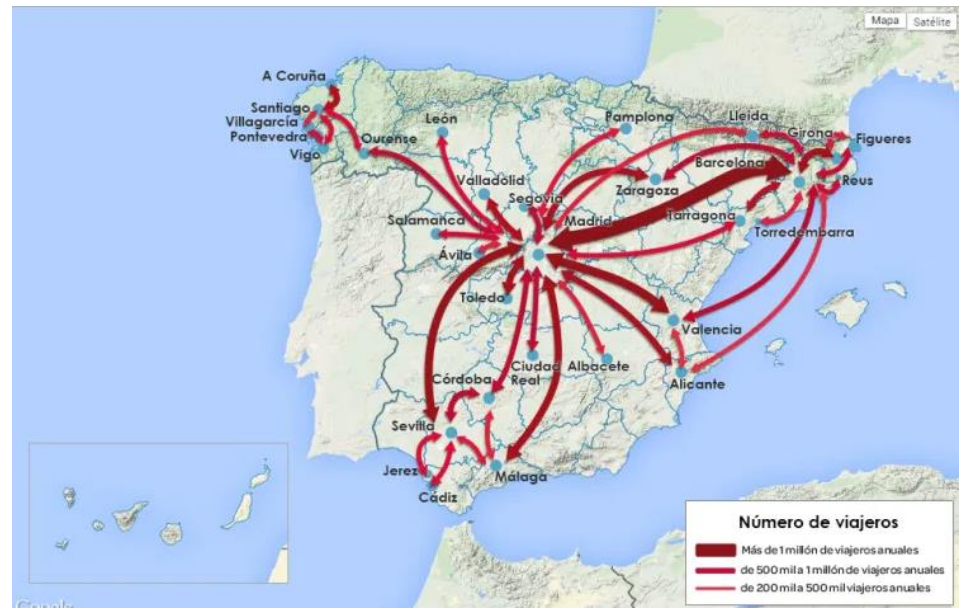 Mapa
Satélite
A Coruña
Santiago
Villagarcía
Pontevedra
Vigo
Ourense
León
Pamplona
Lleida
Girona
Figueres
Barcelona
Reus
Valladolid
Segovia
Zaragoza
Salamanca
Madrid
Tarragona
Torredembarra
Ávila
Toledo
Valencia
Ciudad
Real
Albacete
Alicante
Córdoba
Sevilla
Jerez
Málaga
Cádiz
Número de viajeros
Más de 1 millón de viajeros anuales
de 500 mil a 1 millón de viajeros anuales
de 200 mil a 500 mil viajeros anuales
Google